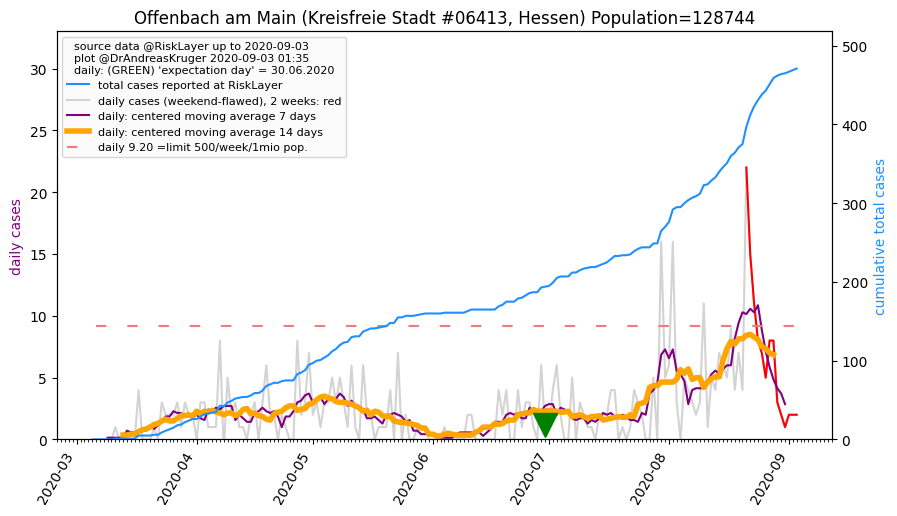 Offenbach am Main (Kreisfreie Stadt #06413, Hessen) Population=128744
source data @RiskLayer up to 2020-09-03
plot @DrAndreasKruger 2020-09-03 01:35
daily: (GREEN) 'expectation day' = 30.06.2020
total cases reported at RiskLayer
daily cases (weekend-flawed), 2 weeks: red
daily: centered moving average 7 days
daily: centered moving average 14 days
daily 9.20 =limit 500/week/1mio pop.
daily cases
30
25
20
15
10
5
0
500
400
300
200
100
0
cumulative total cases
2020-03
2020-04
2020-05
2020-06
2020-07
2020-08
2020-09